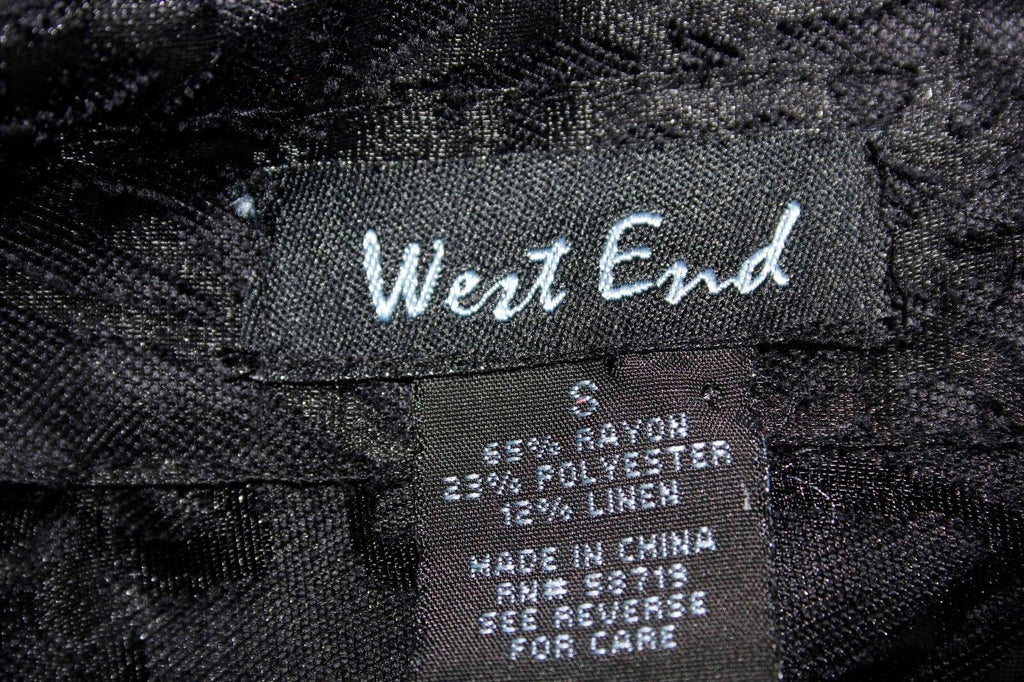 West End
S
65% RAYON
23% POLYESTER
12% LINEN
MADE IN CHINA
RN# 58719
SEE REVERSE
FOR CARE